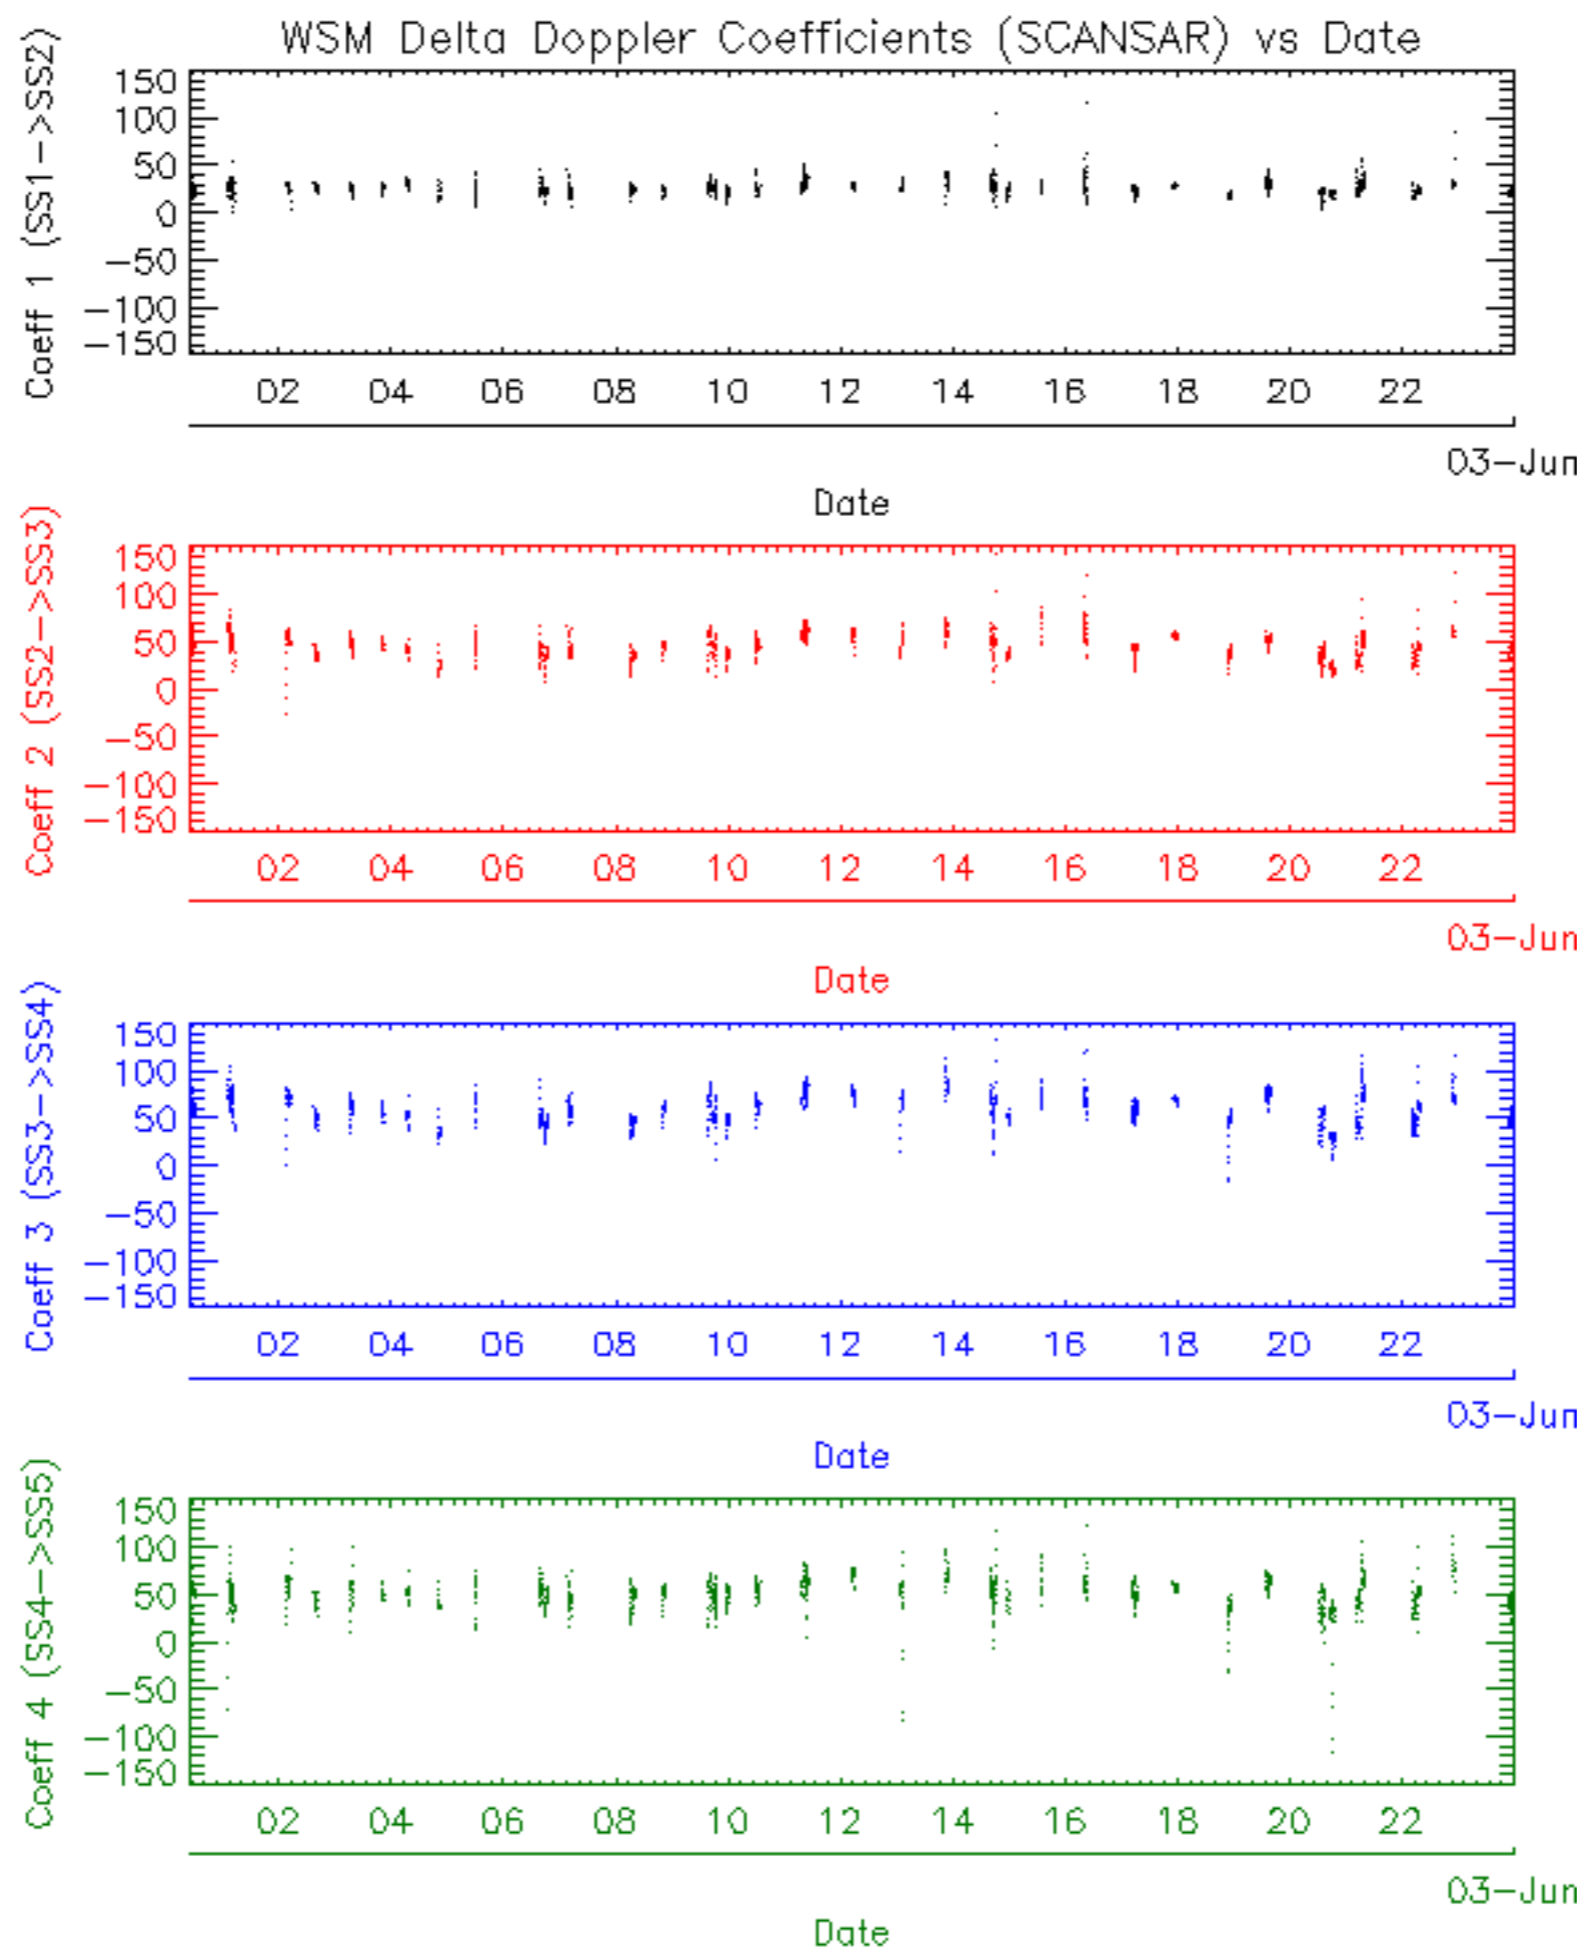 WSM Delta Doppler Coefficients (SCANSAR) vs Date
Coeff 1 (SS1->SS2)
150
100
50
0
-50
-100
-150
02 04 06 08 10 12 14 16 18 20 22
03-Jun
Date
Coeff 2 (SS2->SS3)
150
100
50
0
-50
-100
-150
02 04 06 08 10 12 14 16 18 20 22
03-Jun
Date
Coeff 3 (SS3->SS4)
150
100
50
0
-50
-100
-150
02 04 06 08 10 12 14 16 18 20 22
03-Jun
Date
Coeff 4 (SS4->SS5)
150
100
50
0
-50
-100
-150
02 04 06 08 10 12 14 16 18 20 22
03-Jun
Date